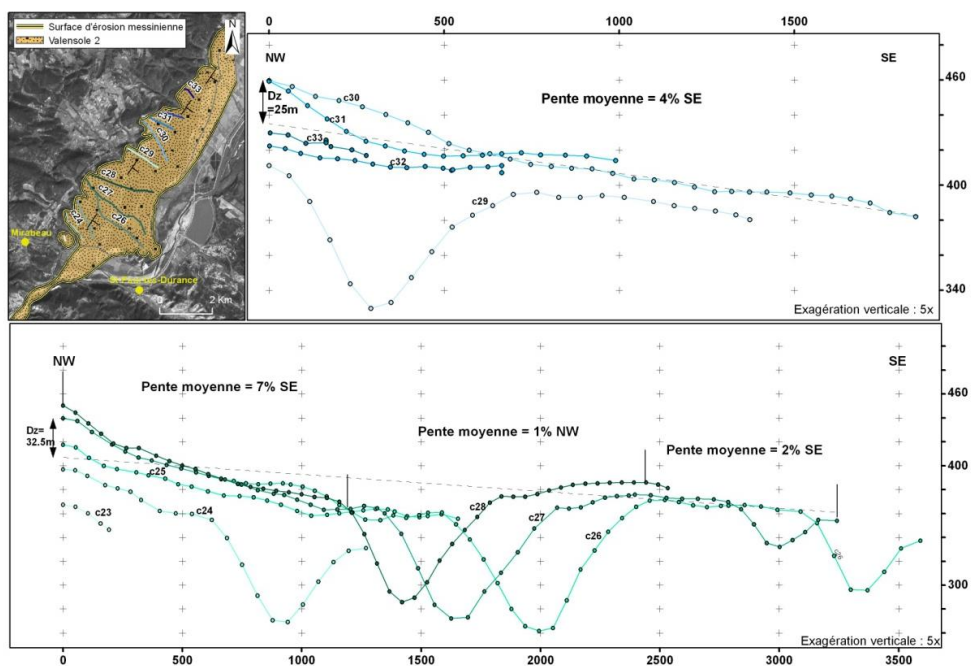 Surface d'érosion messinienne
Valensole 2
N
c33
c31
c30
c29
c28
c27
c24
c26
Mirabeau
0 2 Km
0 500 1000 1500
NW SE
Dz
=25m
c30
c31
c33
c32
c29
Pente moyenne = 4% SE
460
400
340
Exagération verticale : 5x
NW SE
Pente moyenne = 7% SE
Pente moyenne = 1% NW
Pente moyenne = 2% SE
Dz=
32.5m
c25
c23
c24
c28
c27
c26
460
400
300
Exagération verticale : 5x
0 500 1000 1500 2000 2500 3000 3500